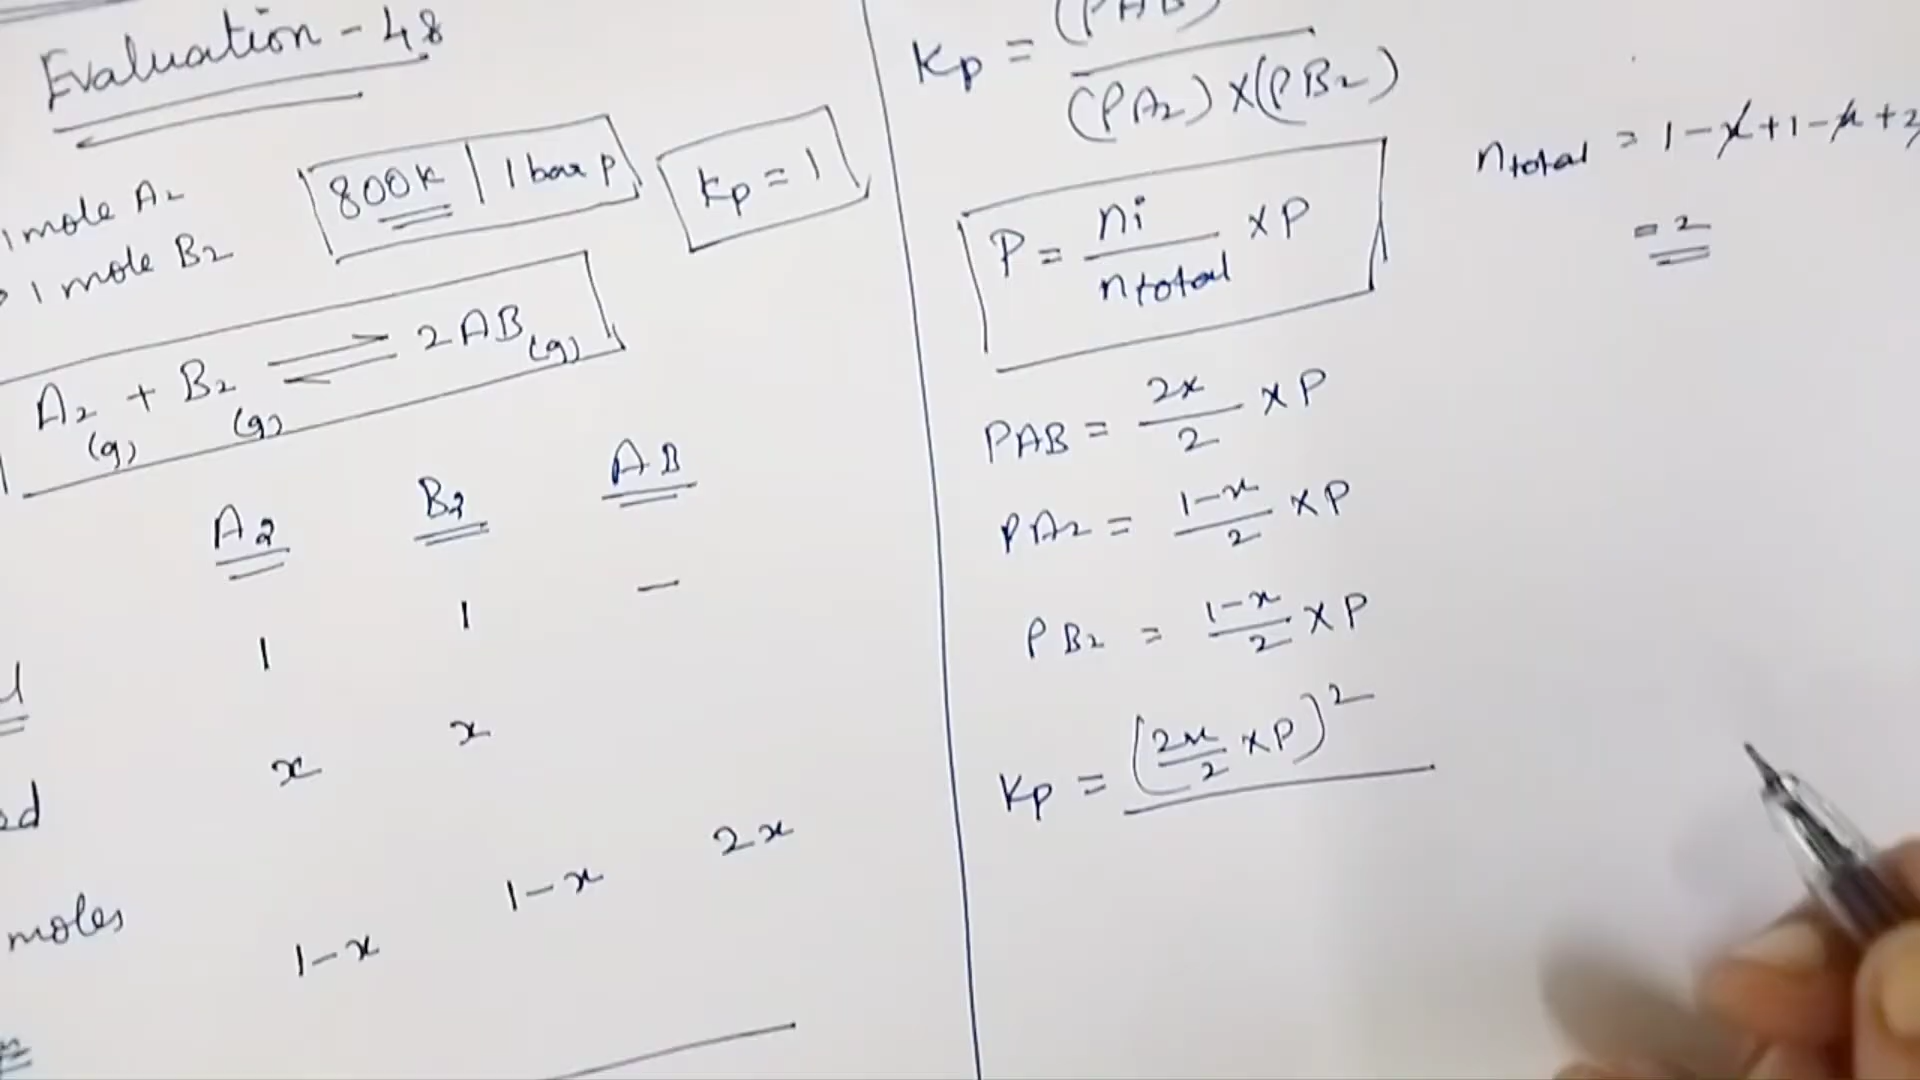 Evaluation - 48
1 mole A2
1 mole B2
800K | 1 bar P
Kp = 1
A2(g) + B2(g) ⇌ 2AB(g)
A2 B2 AB
1 1 —
x x
moles 1-x 1-x 2x
Kp = (PAB) / (PA2) X (PB2)
P = ni / ntotal X P
ntotal = 1-x+1-x+2
= 2
PAB = 2x/2 X P
PA2 = 1-x/2 X P
PB2 = 1-x/2 X P
Kp = (2x/2 X P)²